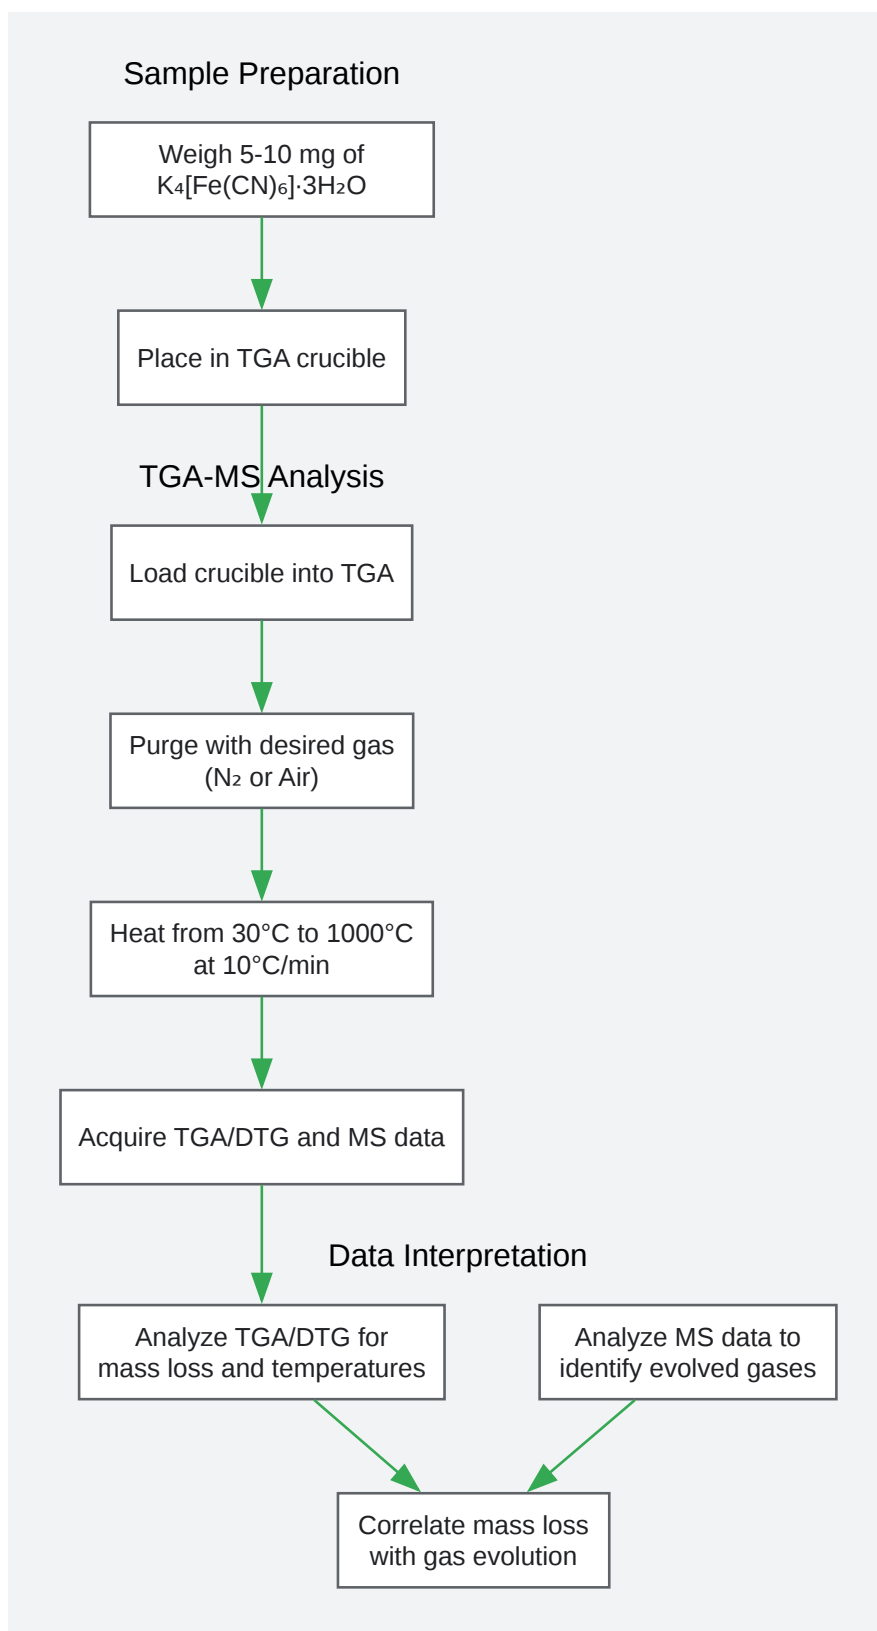 Sample Preparation
Weigh 5-10 mg of
K₄[Fe(CN)₆]·3H₂O
Place in TGA crucible
TGA-MS Analysis
Load crucible into TGA
Purge with desired gas
(N₂ or Air)
Heat from 30°C to 1000°C
at 10°C/min
Acquire TGA/DTG and MS data
Data Interpretation
Analyze TGA/DTG for
mass loss and temperatures
Analyze MS data to
identify evolved gases
Correlate mass loss
with gas evolution